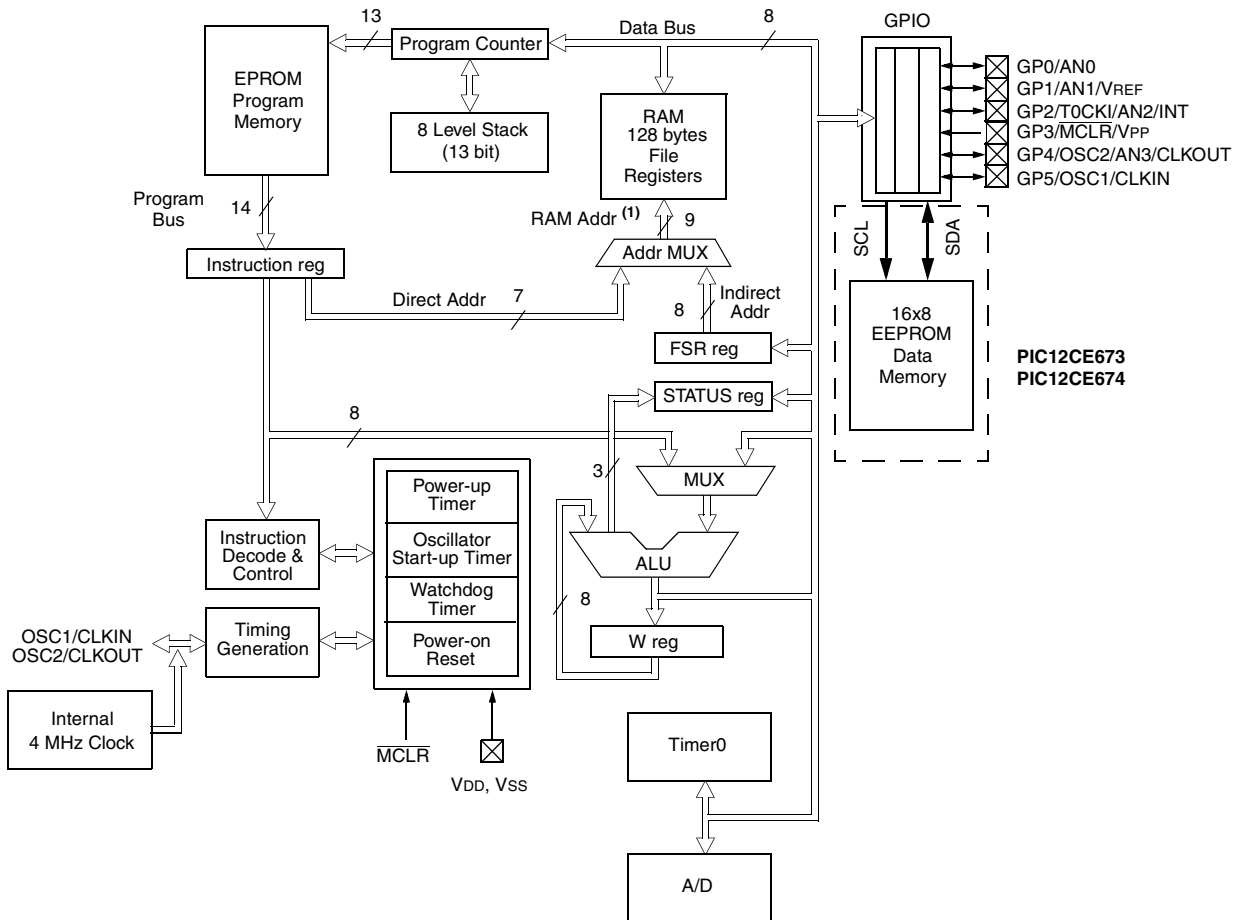 13
Data Bus
8
GPIO
EPROM
Program
Memory
Program Counter
8 Level Stack
(13 bit)
RAM
128 bytes
File
Registers
GP0/AN0
GP1/AN1/VREF
GP2/T0CKI/AN2/INT
GP3/MCLR/VPP
GP4/OSC2/AN3/CLKOUT
GP5/OSC1/CLKIN
Program
Bus
14
RAM Addr (1)
9
SCL
SDA
Instruction reg
Addr MUX
Direct Addr
7
8
Indirect
Addr
16x8
EEPROM
Data
Memory
FSR reg
PIC12CE673
PIC12CE674
STATUS reg
8
3
MUX
Power-up
Timer
Instruction
Decode &
Control
Oscillator
Start-up Timer
ALU
Watchdog
Timer
8
OSC1/CLKIN
OSC2/CLKOUT
Timing
Generation
Power-on
Reset
W reg
Internal
4 MHz Clock
MCLR
VDD, VSS
Timer0
A/D